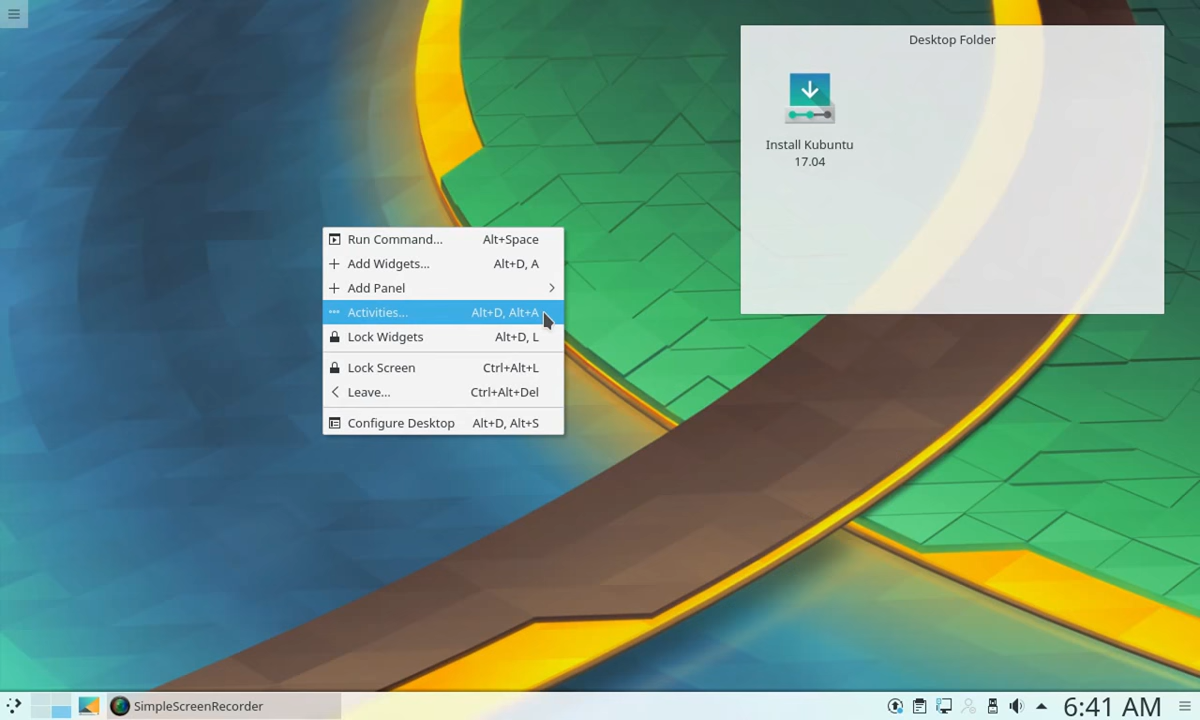 Desktop Folder
Install Kubuntu
17.04
Run Command... Alt+Space
Add Widgets... Alt+D, A
Add Panel
Activities... Alt+D, Alt+A
Lock Widgets Alt+D, L
Lock Screen Ctrl+Alt+L
Leave... Ctrl+Alt+Del
Configure Desktop Alt+D, Alt+S
SimpleScreenRecorder
6:41 AM